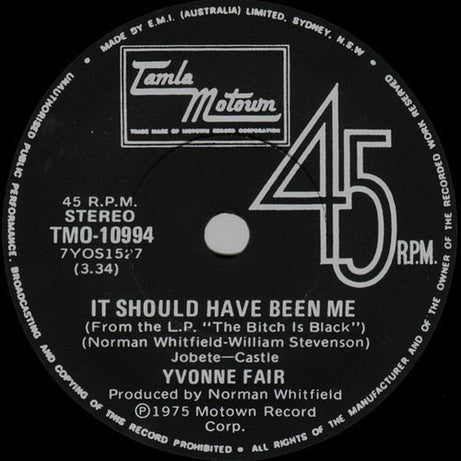 MADE BY E.M.I. (AUSTRALIA) LIMITED. SYDNEY, N.S.W. •
UNAUTHORISED PUBLIC PERFORMANCE, BROADCASTING AND COPYING OF THIS RECORD PROHIBITED • ALL RIGHTS OF THE MANUFACTURER AND OF THE OWNER OF THE RECORDED WORK RESERVED
Tamla
Motown
TRADE MARK OF MOTOWN RECORD CORPORATION
45
R.P.M.
45 R.P.M.
STEREO
TMO-10994
(3.34)
IT SHOULD HAVE BEEN ME
(From the L.P. "The Bitch Is Black")
(Norman Whitfield-William Stevenson)
Jobete—Castle
YVONNE FAIR
Produced by Norman Whitfield
Ⓟ1975 Motown Record
Corp.